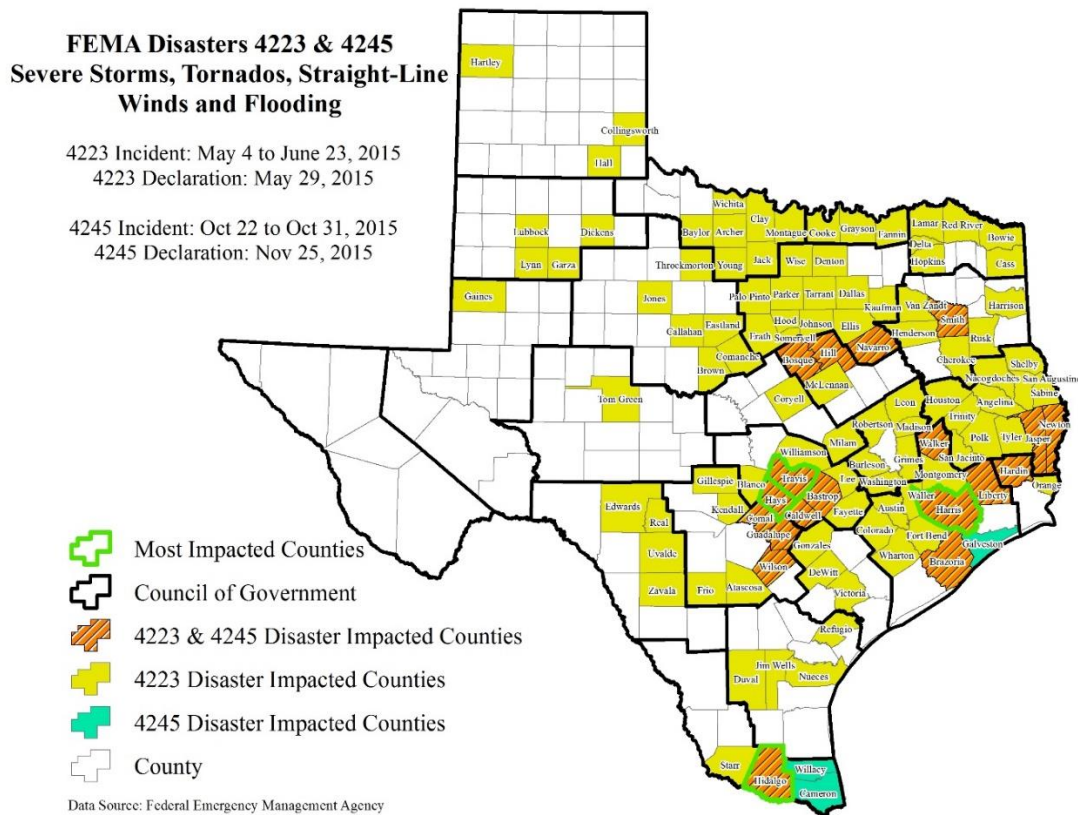 FEMA Disasters 4223 & 4245
Severe Storms, Tornados, Straight-Line
Winds and Flooding
4223 Incident: May 4 to June 23, 2015
4223 Declaration: May 29, 2015
4245 Incident: Oct 22 to Oct 31, 2015
4245 Declaration: Nov 25, 2015
Hartley
Collingsworth
Hall
Wichita
Clay
Lubbock
Dickens
Baylor
Archer
Montague
Cooke
Grayson
Fannin
Lamar
Red River
Bowie
Delta
Hopkins
Cass
Lynn
Garza
Throckmorton
Young
Jack
Wise
Denton
Gaines
Jones
Palo Pinto
Parker
Tarrant
Dallas
Kaufman
Van Zandt
Smith
Harrison
Callahan
Eastland
Erath
Hood
Somervell
Johnson
Ellis
Henderson
Rusk
Navarro
Hill
Bosque
Comanche
Brown
Cherokee
Shelby
Nacogdoches
San Augustine
Sabine
McLennan
Coryell
Tom Green
Leon
Houston
Angelina
Trinity
Robertson
Madison
Newton
Jasper
Walker
Polk
Tyler
Milam
Williamson
Grimes
San Jacinto
Burleson
Washington
Montgomery
Hardin
Liberty
Orange
Gillespie
Blanco
Travis
Lee
Bastrop
Hays
Kendall
Comal
Caldwell
Fayette
Austin
Waller
Harris
Edwards
Real
Guadalupe
Colorado
Fort Bend
Galveston
Gonzales
Wharton
Brazoria
Uvalde
Wilson
DeWitt
Zavala
Frio
Atascosa
Victoria
Refugio
Jim Wells
Duval
Nueces
Starr
Hidalgo
Willacy
Cameron
Most Impacted Counties
Council of Government
4223 & 4245 Disaster Impacted Counties
4223 Disaster Impacted Counties
4245 Disaster Impacted Counties
County
Data Source: Federal Emergency Management Agency